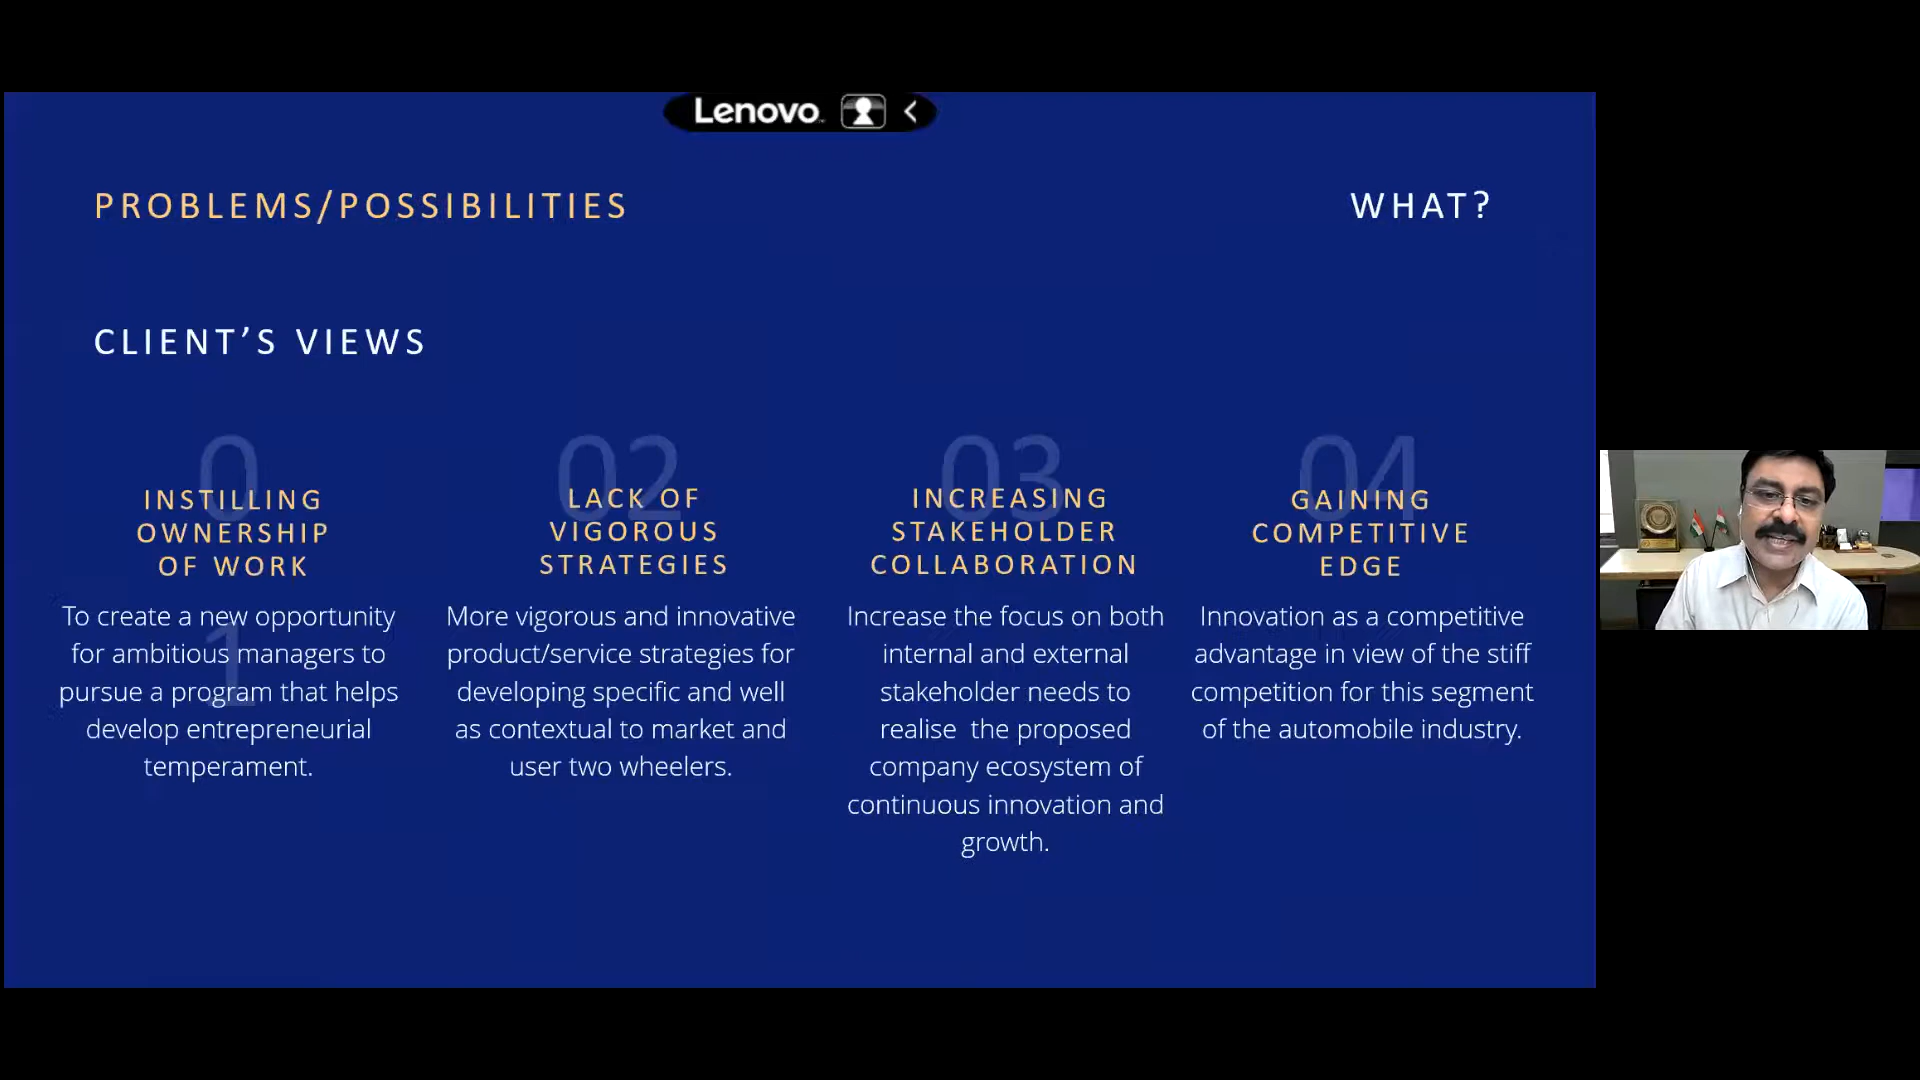 Lenovo
PROBLEMS/POSSIBILITIES
WHAT?
CLIENT’S VIEWS
01
INSTILLING
OWNERSHIP
OF WORK
To create a new opportunity
for ambitious managers to
pursue a program that helps
develop entrepreneurial
temperament.
02
LACK OF
VIGOROUS
STRATEGIES
More vigorous and innovative
product/service strategies for
developing specific and well
as contextual to market and
user two wheelers.
03
INCREASING
STAKEHOLDER
COLLABORATION
Increase the focus on both
internal and external
stakeholder needs to
realise  the proposed
company ecosystem of
continuous innovation and
growth.
04
GAINING
COMPETITIVE
EDGE
Innovation as a competitive
advantage in view of the stiff
competition for this segment
of the automobile industry.